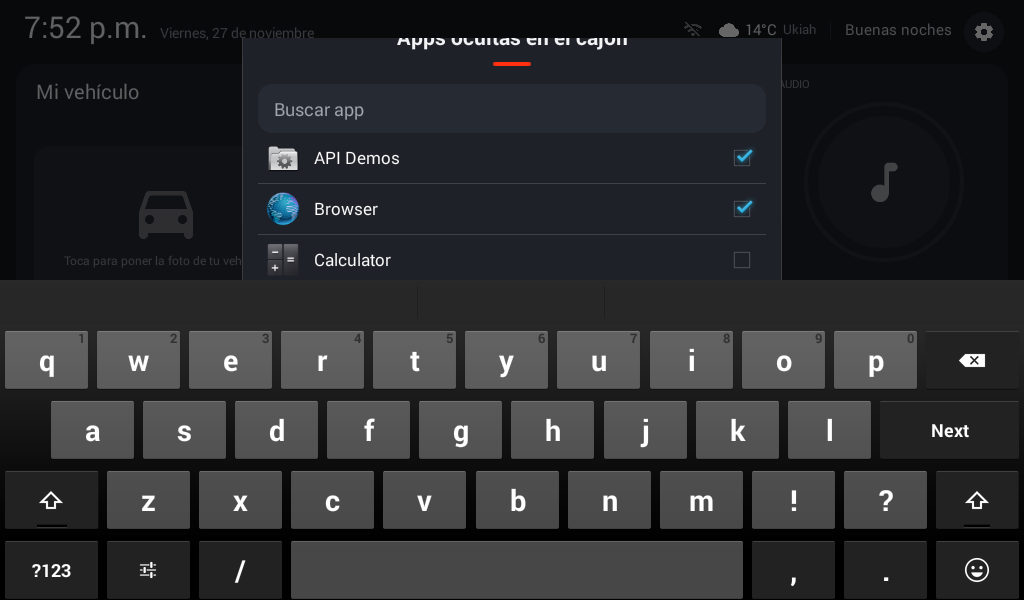 7:52 p.m.
Viernes, 27 de noviembre
14°C Ukiah
Buenas noches
Apps ocultas en el cajón
Mi vehículo
AUDIO
Buscar app
API Demos
Browser
Toca para poner la foto de tu veh
Calculator
q 1 w 2 e 3 r 4 t 5 y 6 u 7 i 8 o 9 p 0
a s d f g h j k l Next
z x c v b n m ! ?
?123 / , .